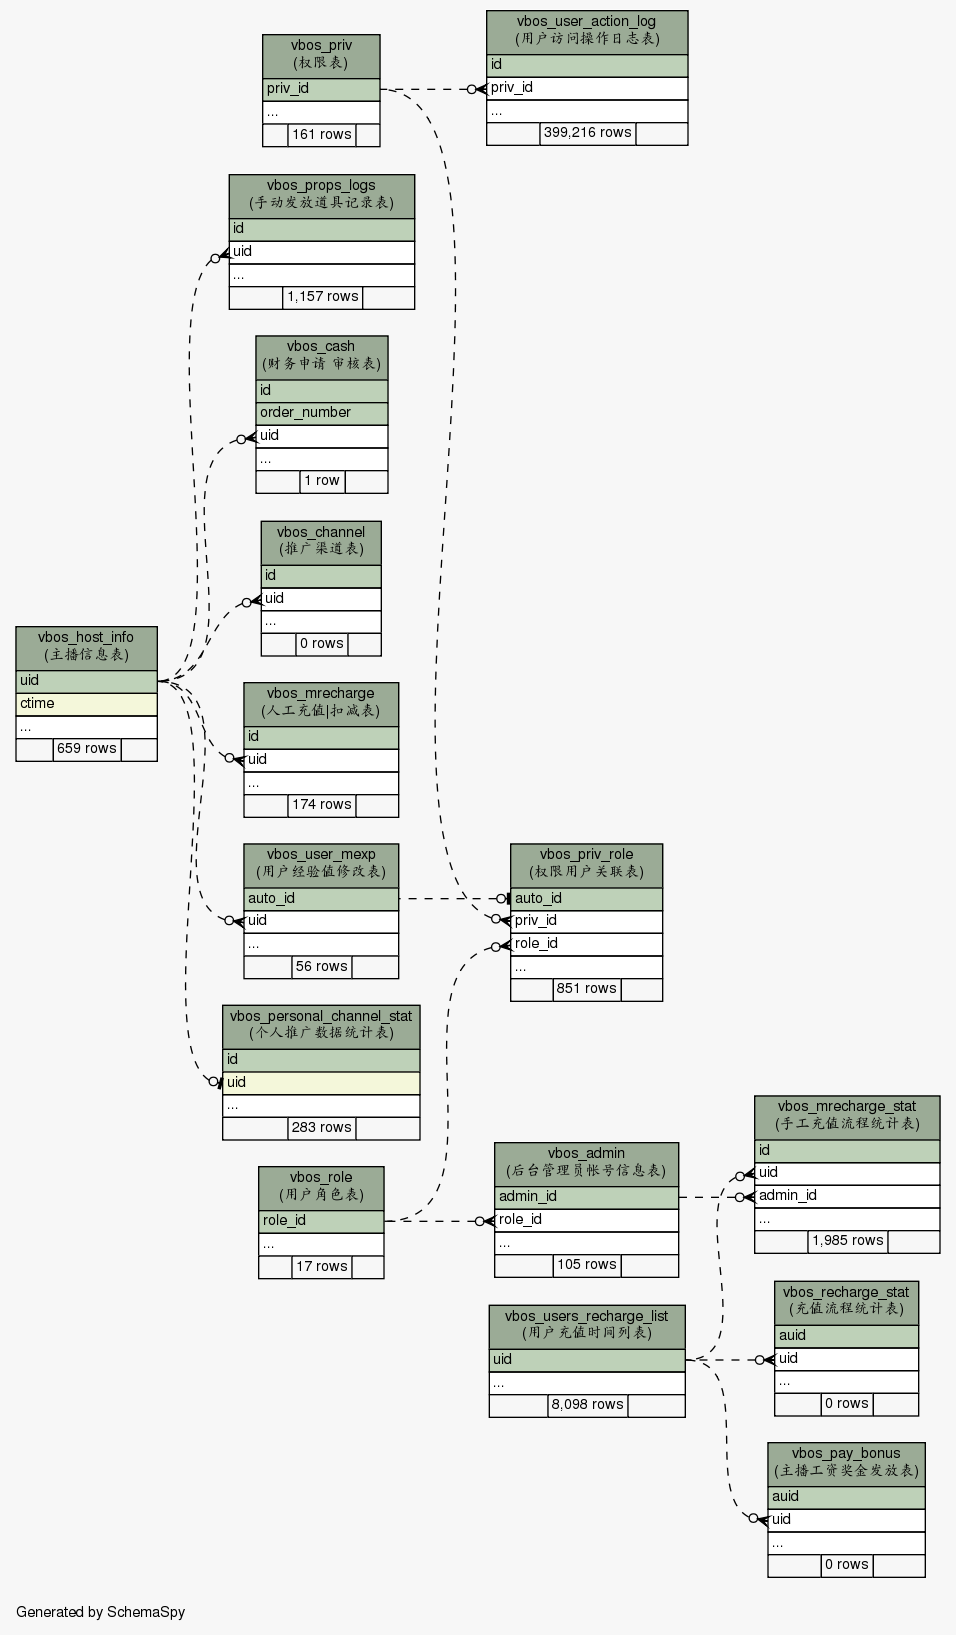 vbos_user_action_log
(用户访问操作日志表)
id
priv_id
...
399,216 rows
vbos_priv
(权限表)
priv_id
...
161 rows
vbos_props_logs
(手动发放道具记录表)
id
uid
...
1,157 rows
vbos_cash
(财务申请 审核表)
id
order_number
uid
...
1 row
vbos_channel
(推广渠道表)
id
uid
...
0 rows
vbos_host_info
(主播信息表)
uid
ctime
...
659 rows
vbos_mrecharge
(人工充值|扣减表)
id
uid
...
174 rows
vbos_user_mexp
(用户经验值修改表)
auto_id
uid
...
56 rows
vbos_priv_role
(权限用户关联表)
auto_id
priv_id
role_id
...
851 rows
vbos_personal_channel_stat
(个人推广数据统计表)
id
uid
...
283 rows
vbos_mrecharge_stat
(手工充值流程统计表)
id
uid
admin_id
...
1,985 rows
vbos_admin
(后台管理员帐号信息表)
admin_id
role_id
...
105 rows
vbos_role
(用户角色表)
role_id
...
17 rows
vbos_recharge_stat
(充值流程统计表)
auid
uid
...
0 rows
vbos_users_recharge_list
(用户充值时间列表)
uid
...
8,098 rows
vbos_pay_bonus
(主播工资奖金发放表)
auid
uid
...
0 rows
Generated by SchemaSpy